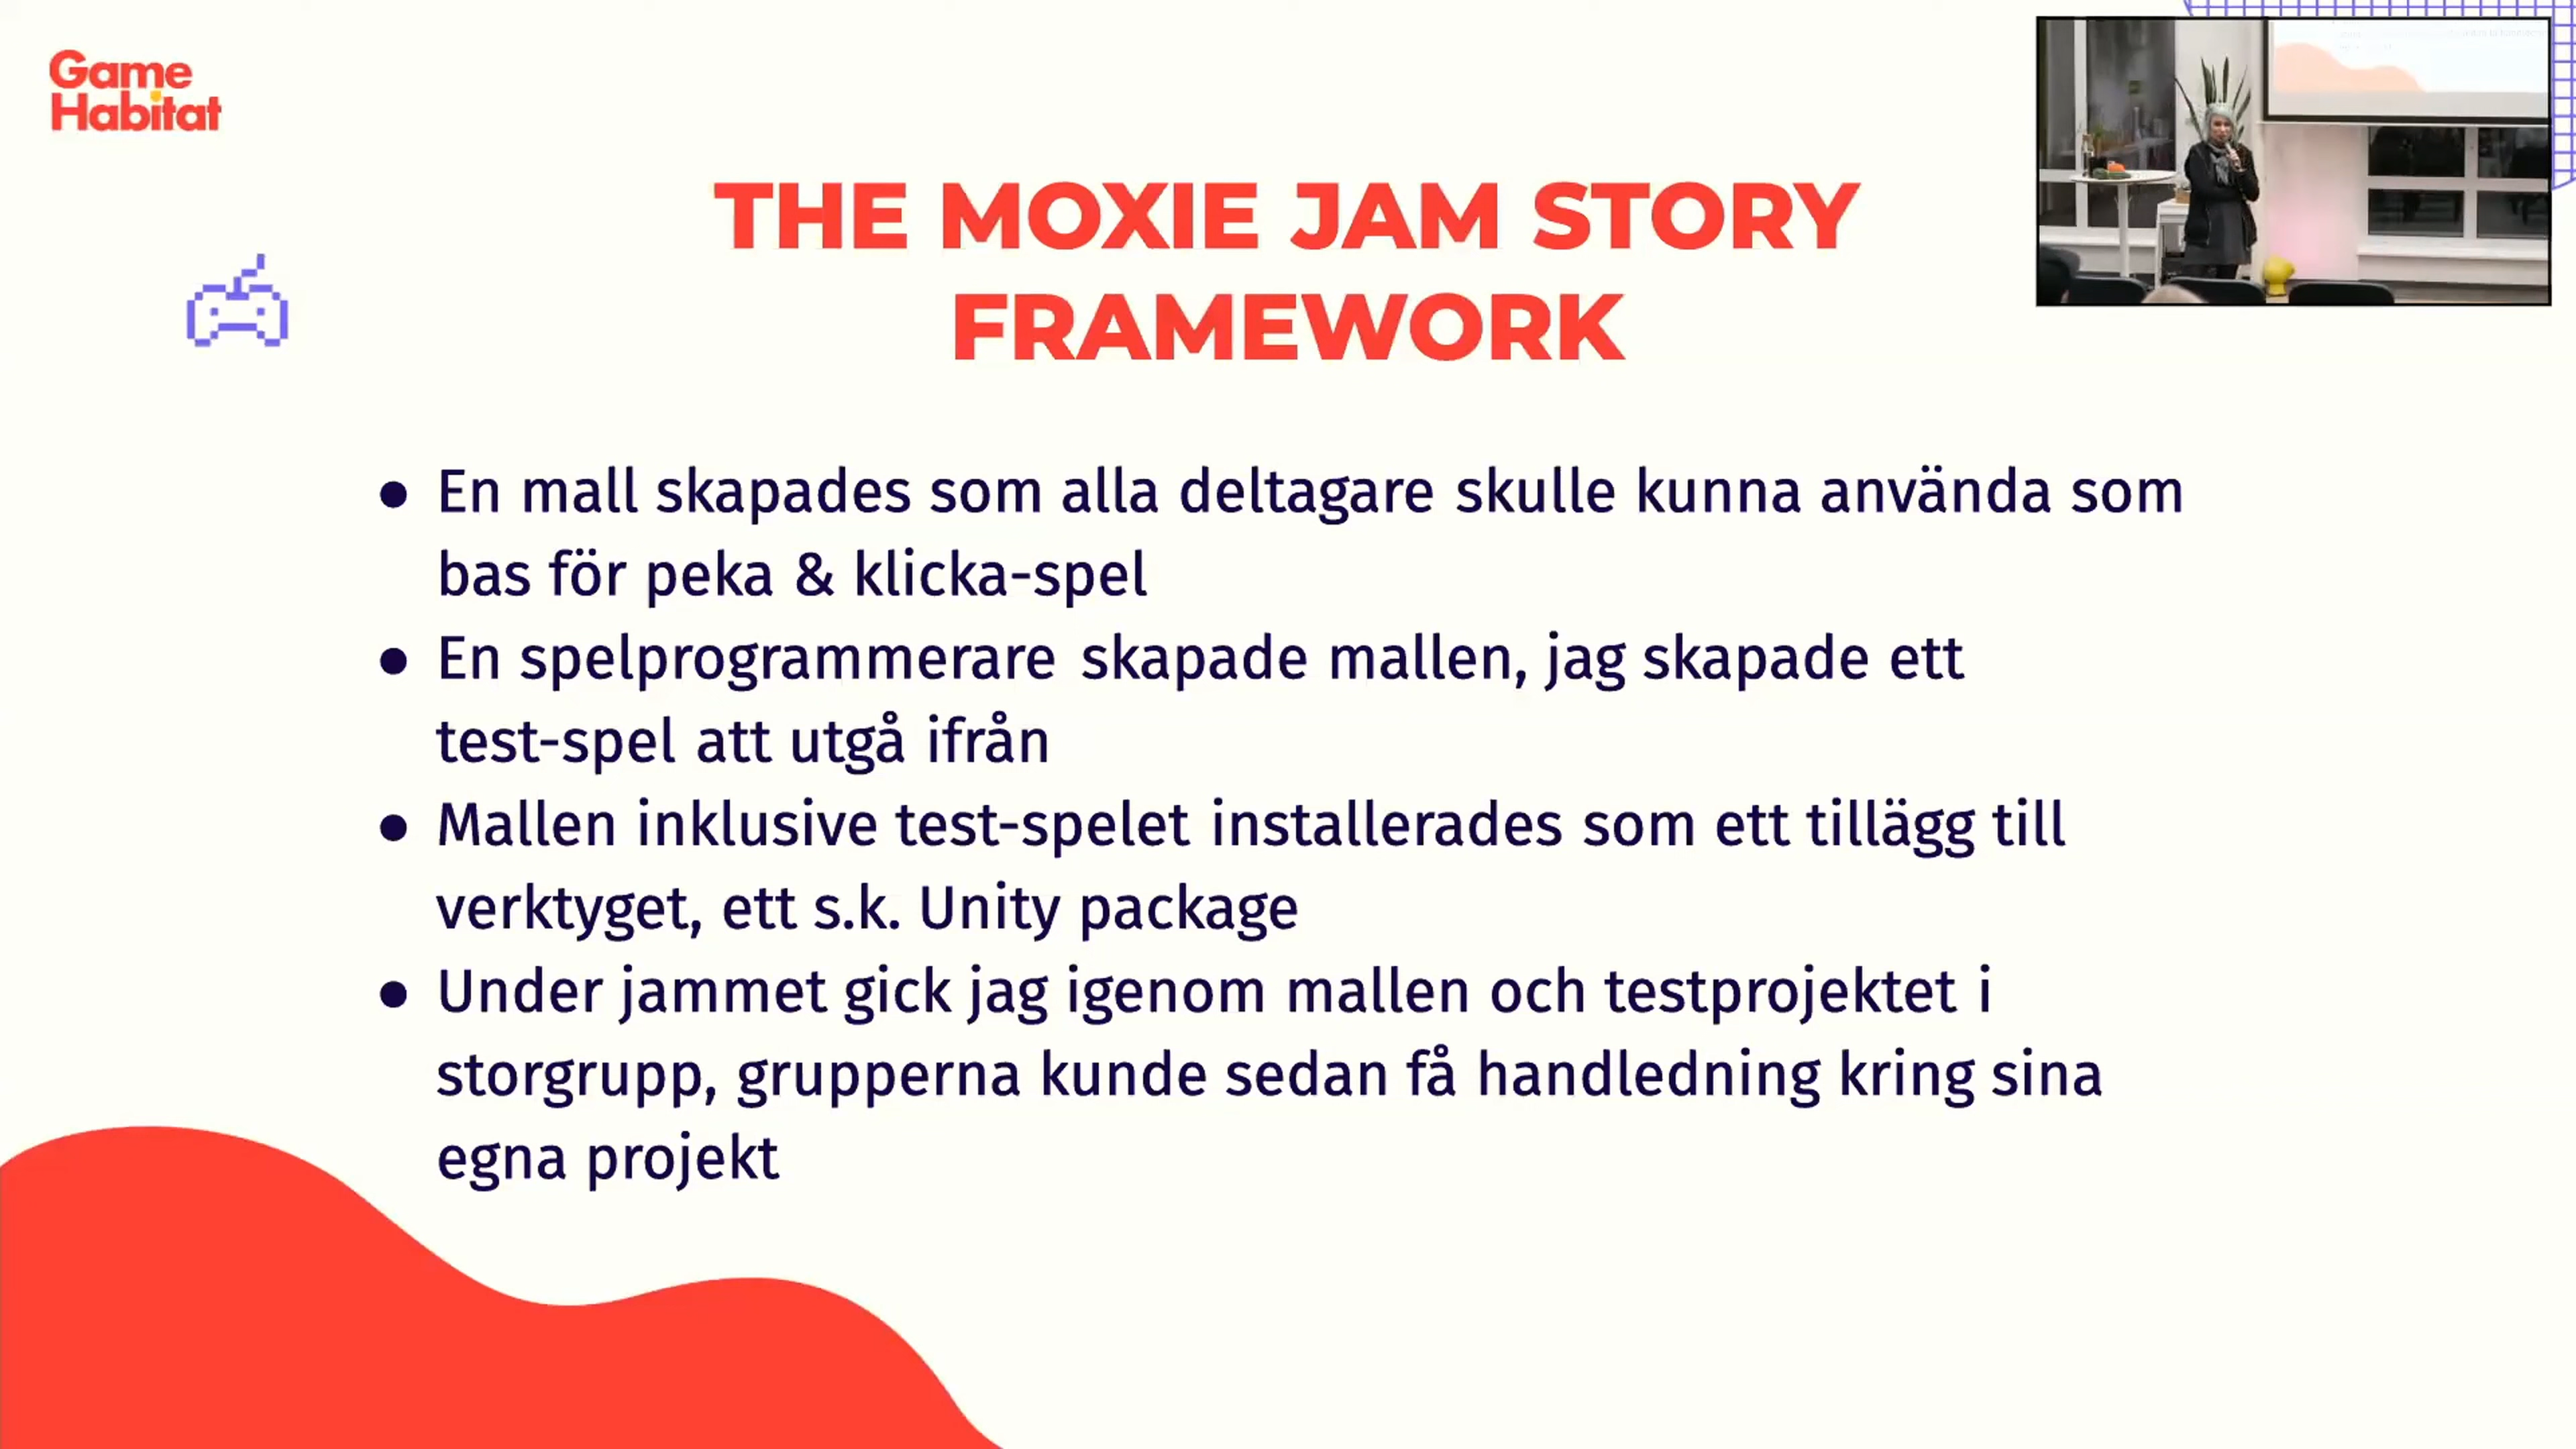 Game
Habitat
THE MOXIE JAM STORY
FRAMEWORK
● En mall skapades som alla deltagare skulle kunna använda som
bas för peka & klicka-spel
● En spelprogrammerare skapade mallen, jag skapade ett
test-spel att utgå ifrån
● Mallen inklusive test-spelet installerades som ett tillägg till
verktyget, ett s.k. Unity package
● Under jammet gick jag igenom mallen och testprojektet i
storgrupp, grupperna kunde sedan få handledning kring sina
egna projekt